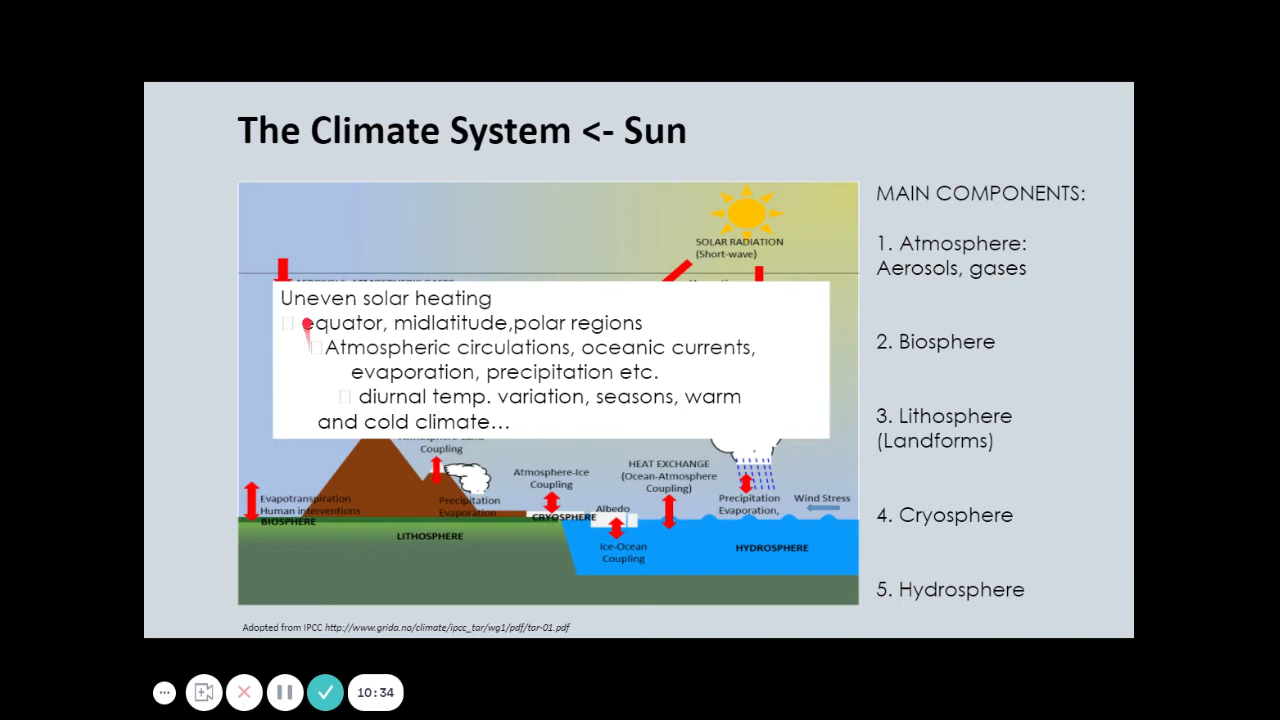 The Climate System <- Sun
SOLAR RADIATION
(Short-wave)
Uneven solar heating
equator, midlatitude,polar regions
Atmospheric circulations, oceanic currents,
evaporation, precipitation etc.
diurnal temp. variation, seasons, warm
and cold climate…
Coupling
Atmosphere-Ice
Coupling
HEAT EXCHANGE
(Ocean-Atmosphere
Coupling)
Evapotranspiration
Human interventions
BIOSPHERE
Precipitation
Evaporation
CRYOSPHERE
Albedo
Precipitation
Evaporation,
Wind Stress
LITHOSPHERE
Ice-Ocean
Coupling
HYDROSPHERE
Adopted from IPCC http://www.grida.no/climate/ipcc_tar/wg1/pdf/tar-01.pdf
MAIN COMPONENTS:
1. Atmosphere:
Aerosols, gases
2. Biosphere
3. Lithosphere
(Landforms)
4. Cryosphere
5. Hydrosphere
10:34